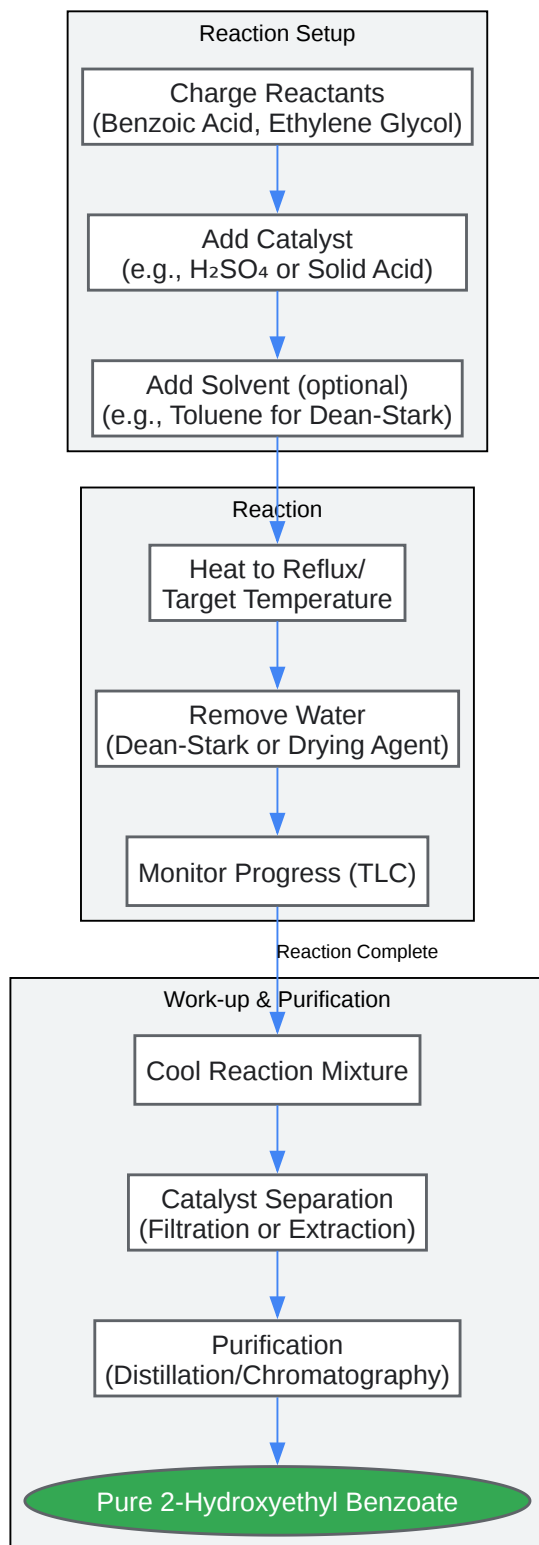 Reaction Setup
Charge Reactants
(Benzoic Acid, Ethylene Glycol)
Add Catalyst
(e.g., H₂SO₄ or Solid Acid)
Add Solvent (optional)
(e.g., Toluene for Dean-Stark)
Reaction
Heat to Reflux/
Target Temperature
Remove Water
(Dean-Stark or Drying Agent)
Monitor Progress (TLC)
Reaction Complete
Work-up & Purification
Cool Reaction Mixture
Catalyst Separation
(Filtration or Extraction)
Purification
(Distillation/Chromatography)
Pure 2-Hydroxyethyl Benzoate